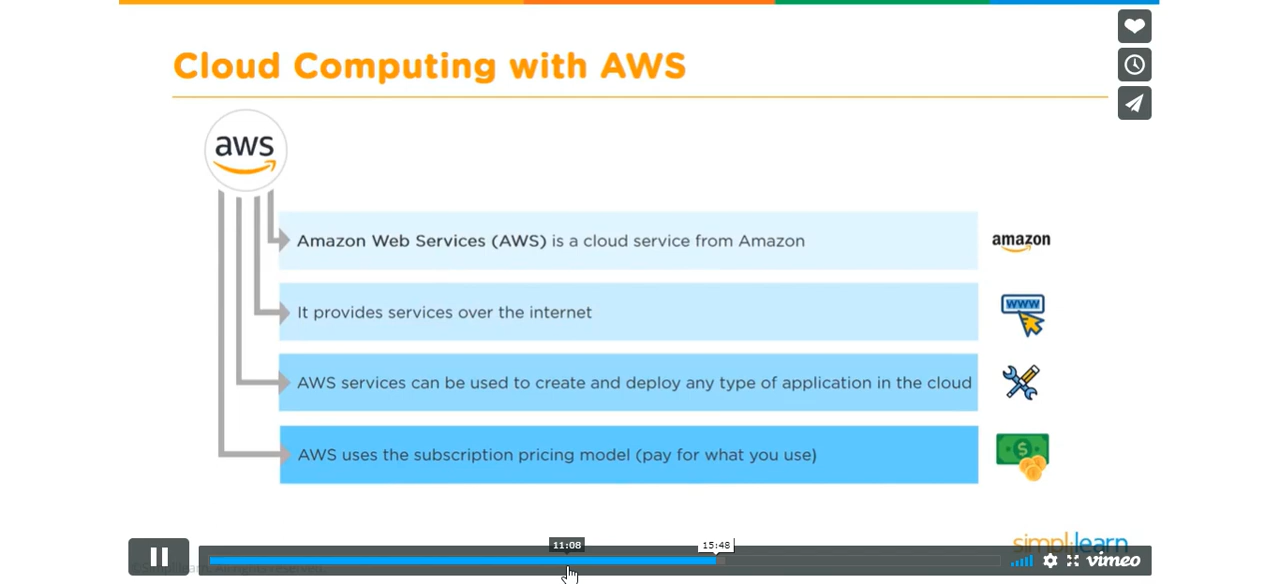 Cloud Computing with AWS
aws
Amazon Web Services (AWS) is a cloud service from Amazon
amazon
It provides services over the internet
www
AWS services can be used to create and deploy any type of application in the cloud
AWS uses the subscription pricing model (pay for what you use)
$
simplilearn
11:08
15:48
vimeo